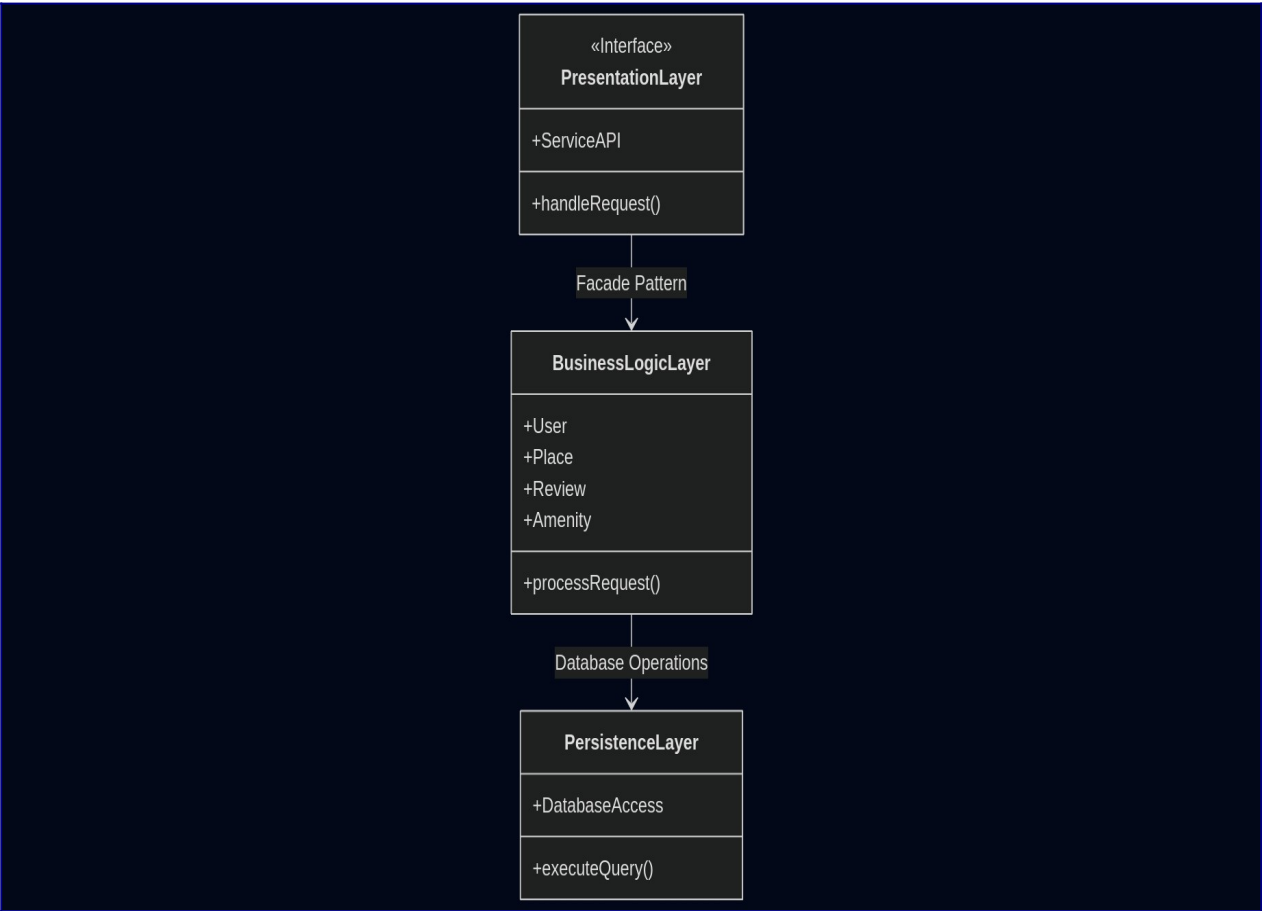 «Interface»
PresentationLayer
+ServiceAPI
+handleRequest()
Facade Pattern
BusinessLogicLayer
+User
+Place
+Review
+Amenity
+processRequest()
Database Operations
PersistenceLayer
+DatabaseAccess
+executeQuery()